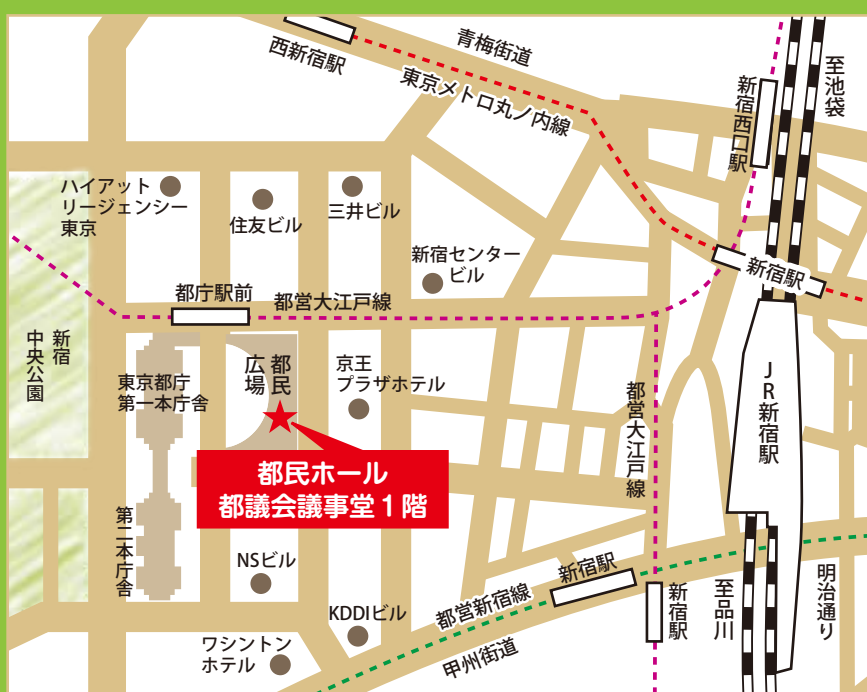 青梅街道
西新宿駅
東京メトロ丸ノ内線
新宿西口駅
至池袋
ハイアット
リージェンシー
東京
住友ビル
三井ビル
新宿センター
ビル
新宿駅
都庁駅前
都営大江戸線
新宿
中央公園
東京都庁
第一本庁舎
都民
広場
京王
プラザホテル
都営大江戸線
JR新宿駅
都民ホール
都議会議事堂1階
第二本庁舎
NSビル
KDDIビル
ワシントン
ホテル
都営新宿線
甲州街道
新宿駅
新宿駅
至品川
明治通り